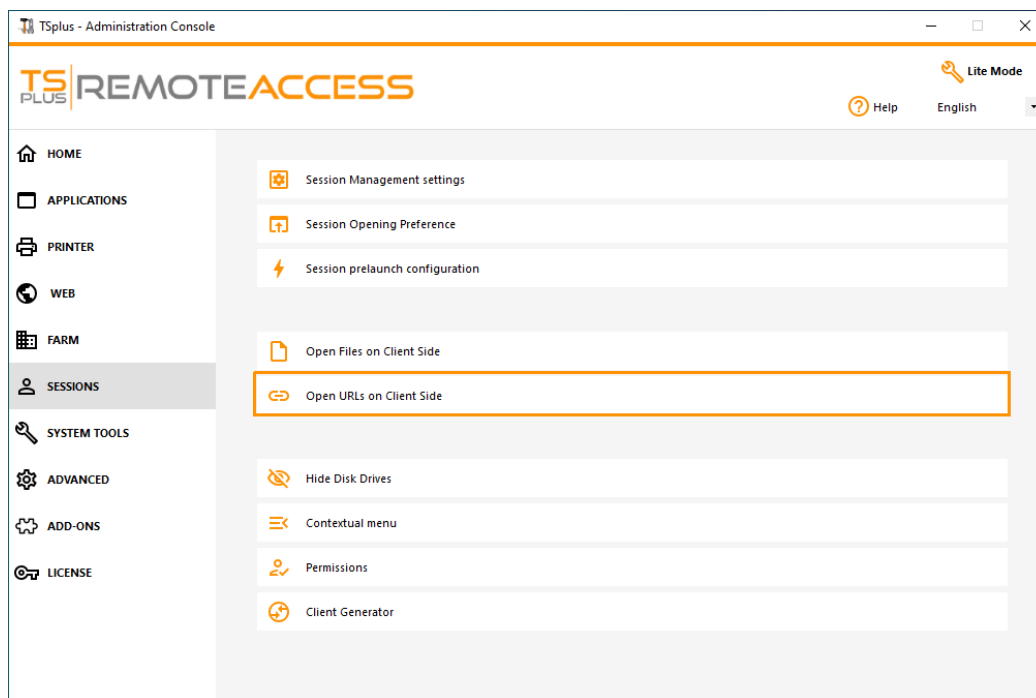 TSplus - Administration Console
TS PLUS REMOTEACCESS
Lite Mode
Help
English
HOME
APPLICATIONS
PRINTER
WEB
FARM
SESSIONS
SYSTEM TOOLS
ADVANCED
ADD-ONS
LICENSE
Session Management settings
Session Opening Preference
Session prelaunch configuration
Open Files on Client Side
Open URLs on Client Side
Hide Disk Drives
Contextual menu
Permissions
Client Generator